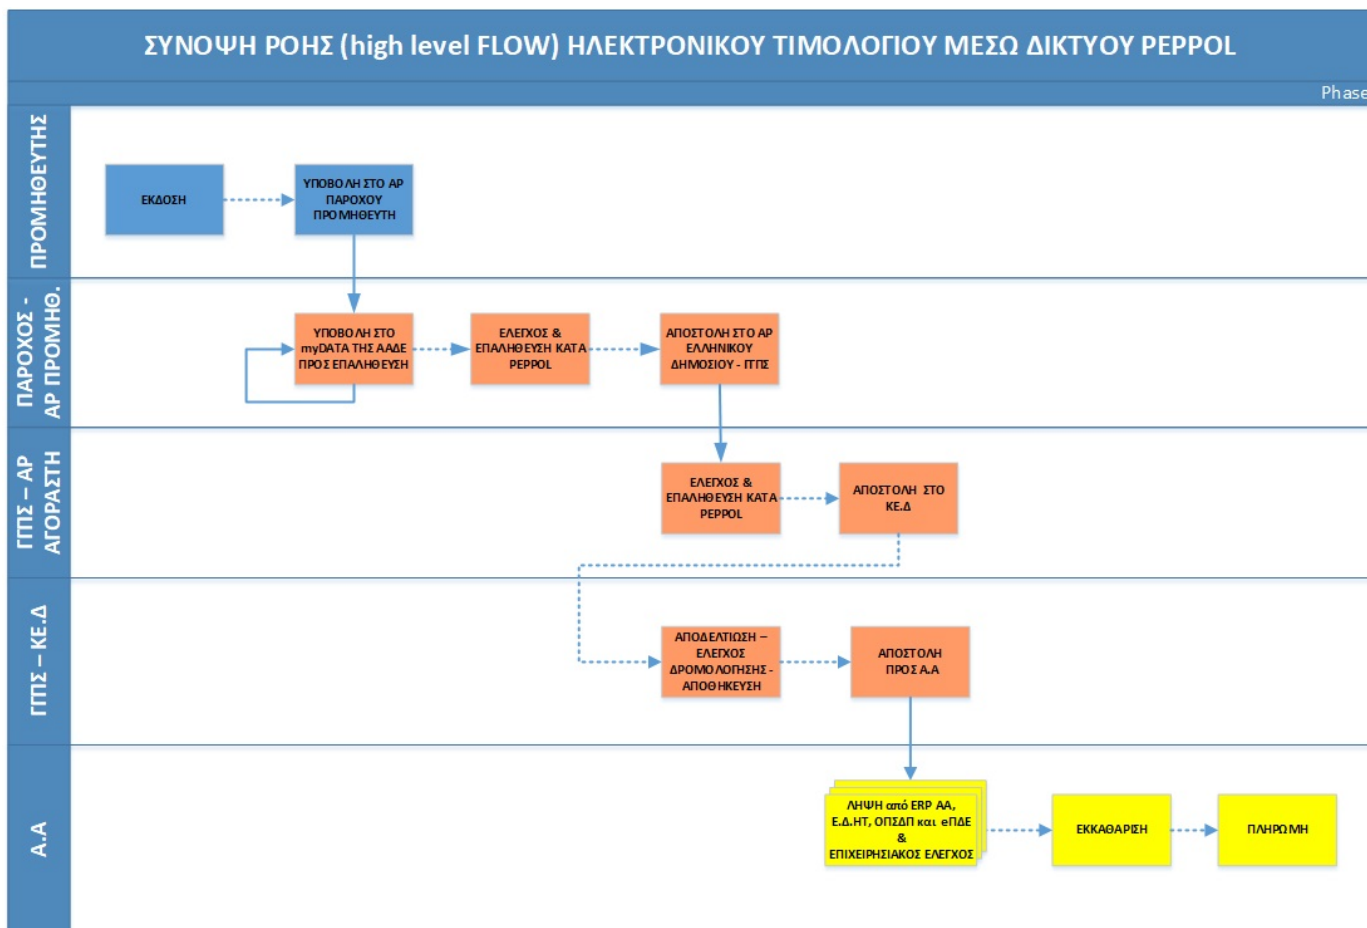 ΣΥΝΟΨΗ ΡΟΗΣ (high level FLOW) ΗΛΕΚΤΡΟΝΙΚΟΥ ΤΙΜΟΛΟΓΙΟΥ ΜΕΣΩ ΔΙΚΤΥΟΥ PEPPOL
Phase
ΠΡΟΜΗΘΕΥΤΗΣ
ΕΚΔΟΣΗ
ΥΠΟΒΟΛΗ ΣΤΟ AP
ΠΑΡΟΧΟΥ
ΠΡΟΜΗΘΕΥΤΗ
ΠΑΡΟΧΟΣ -
AP ΠΡΟΜΗΘ.
ΥΠΟΒΟΛΗ ΣΤΟ
myDATA ΤΗΣ ΑΑΔΕ
ΠΡΟΣ ΕΠΑΛΗΘΕΥΣΗ
ΕΛΕΓΧΟΣ &
ΕΠΑΛΗΘΕΥΣΗ ΚΑΤΑ
PEPPOL
ΑΠΟΣΤΟΛΗ ΣΤΟ AP
ΕΛΛΗΝΙΚΟΥ
ΔΗΜΟΣΙΟΥ - ΓΓΠΣ
ΓΓΠΣ – AP
ΑΓΟΡΑΣΤΗ
ΕΛΕΓΧΟΣ &
ΕΠΑΛΗΘΕΥΣΗ ΚΑΤΑ
PEPPOL
ΑΠΟΣΤΟΛΗ ΣΤΟ
ΚΕ.Δ
ΓΓΠΣ – ΚΕ.Δ
ΑΠΟΔΕΛΤΙΩΣΗ –
ΕΛΕΓΧΟΣ
ΔΡΟΜΟΛΟΓΗΣΗΣ -
ΑΠΟΘΗΚΕΥΣΗ
ΑΠΟΣΤΟΛΗ
ΠΡΟΣ Α.Α
Α.Α
ΛΗΨΗ από ERP ΑΑ,
Ε.Δ.ΗΤ, ΟΠΣΔΠ και eΠΔΕ
&
ΕΠΙΧΕΙΡΗΣΙΑΚΟΣ ΕΛΕΓΧΟΣ
ΕΚΚΑΘΑΡΙΣΗ
ΠΛΗΡΩΜΗ